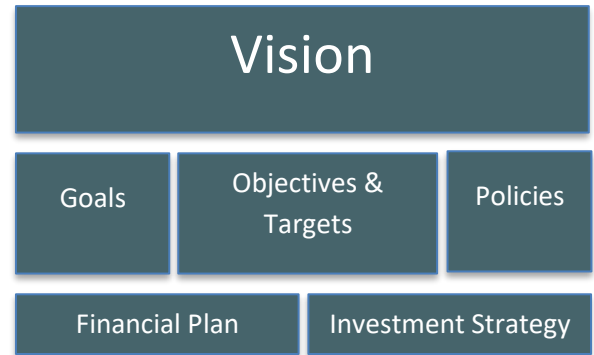 Vision
Goals
Objectives &
Targets
Policies
Financial Plan
Investment Strategy